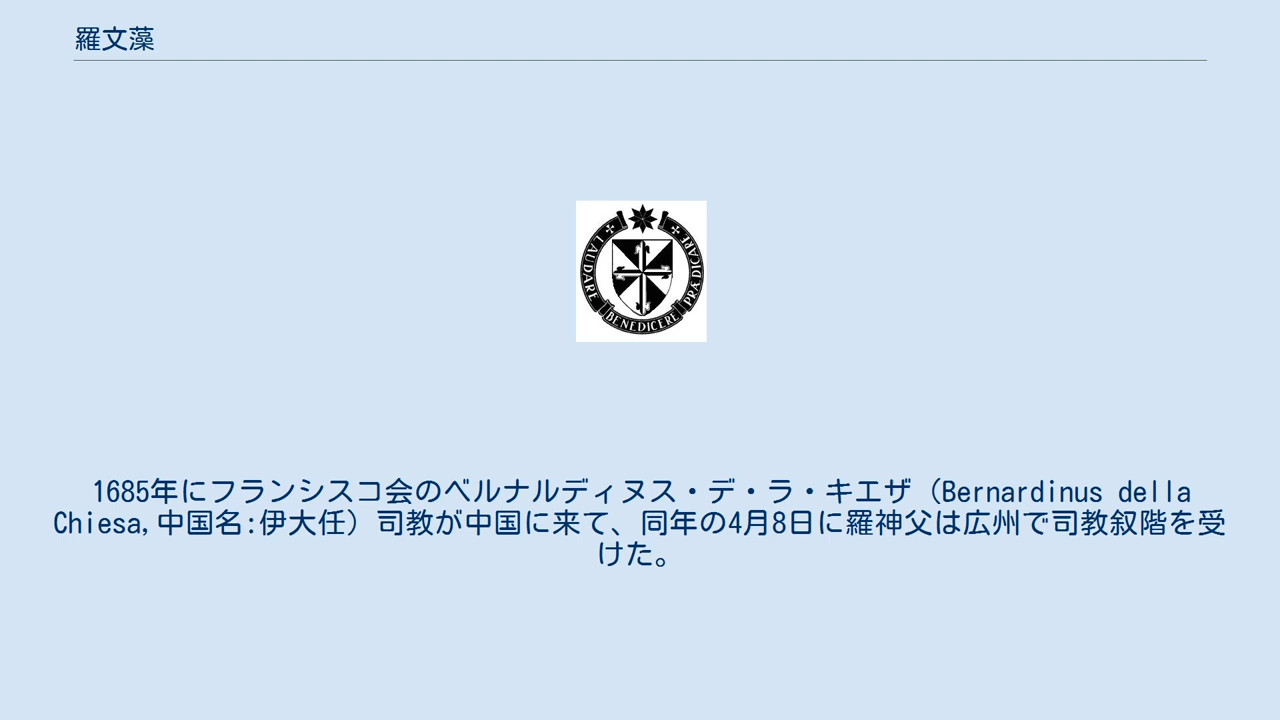 羅文藻
LAUDARE
BENEDICERE
PRÆDICARE
1685年にフランシスコ会のベルナルディヌス・デ・ラ・キエザ（Bernardinus della
Chiesa,中国名:伊大任）司教が中国に来て、同年の4月8日に羅神父は広州で司教叙階を受
けた。